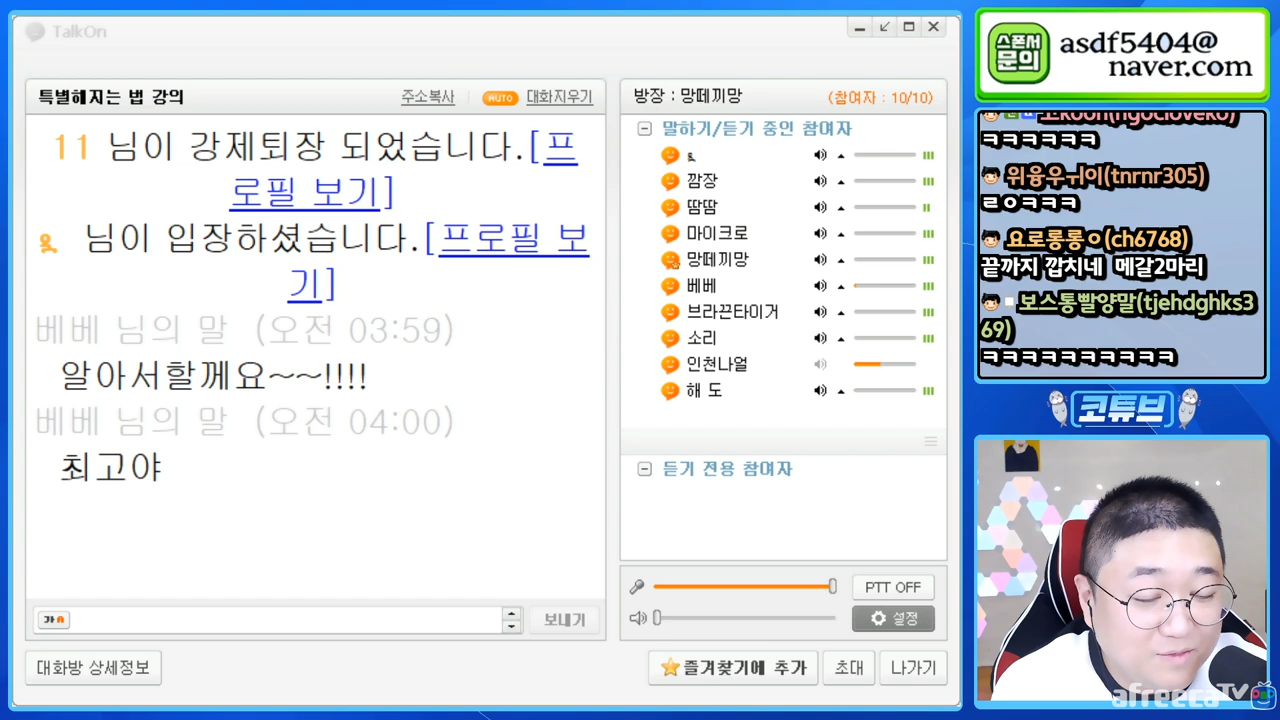 TalkOn
특별해지는 법 강의
주소복사
AUTO
대화지우기
11 님이 강제퇴장 되었습니다.[프
로필 보기]
님이 입장하셨습니다.[프로필 보
기]
베베 님의 말 (오전 03:59)
알아서할께요~~!!!!
베베 님의 말 (오전 04:00)
최고야
가A
보내기
대화방 상세정보
방장 : 망떼끼망
(참여자 : 10/10)
말하기/듣기 중인 참여자
깜장
땀땀
마이크로
망떼끼망
베베
브라끈타이거
소리
인천나얼
해 도
듣기 전용 참여자
PTT OFF
설정
즐겨찾기에 추가
초대
나가기
스폰서
문의
asdf5404@
naver.com
ㅋㅋㅋㅋㅋㅋ
위융우ㅟ이(tnrnr305)
ㄹㅇㅋㅋㅋ
요로롱롱ㅇ(ch6768)
끝까지 깝치네 메갈2마리
보스통빨양말(tjehdghks3
69)
ㅋㅋㅋㅋㅋㅋㅋㅋㅋㅋ
코튜브
afreecaTV